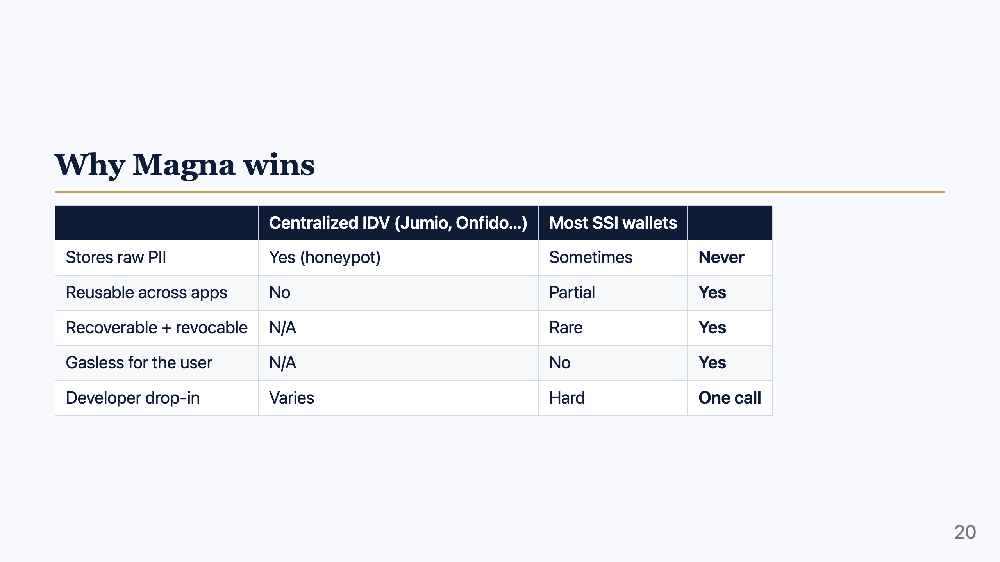 Why Magna wins
Centralized IDV (Jumio, Onfido...) Most SSI wallets
Stores raw PII Yes (honeypot) Sometimes Never
Reusable across apps No Partial Yes
Recoverable + revocable N/A Rare Yes
Gasless for the user N/A No Yes
Developer drop-in Varies Hard One call
20